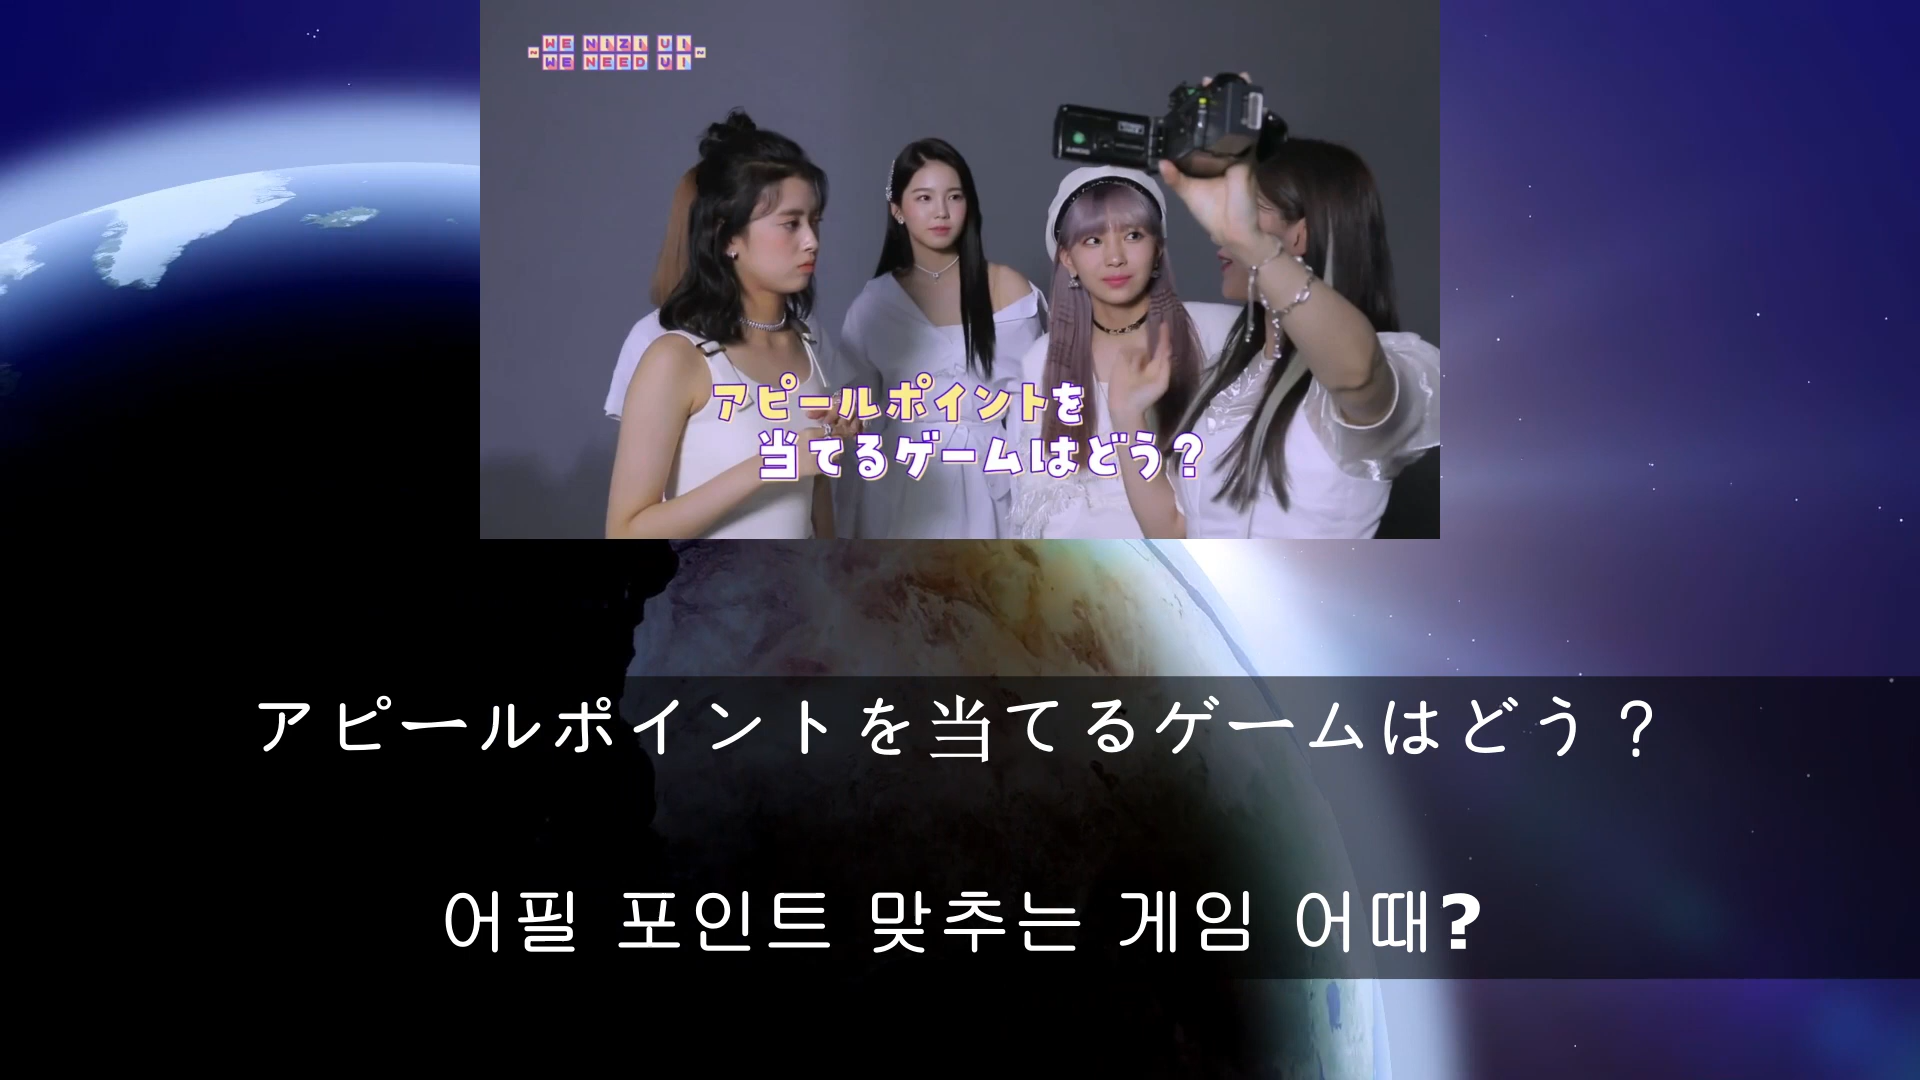 ~WE NIZI U!
WE NEED U!~
アピールポイントを
当てるゲームはどう?
アピールポイントを当てるゲームはどう？
어필 포인트 맞추는 게임 어때?